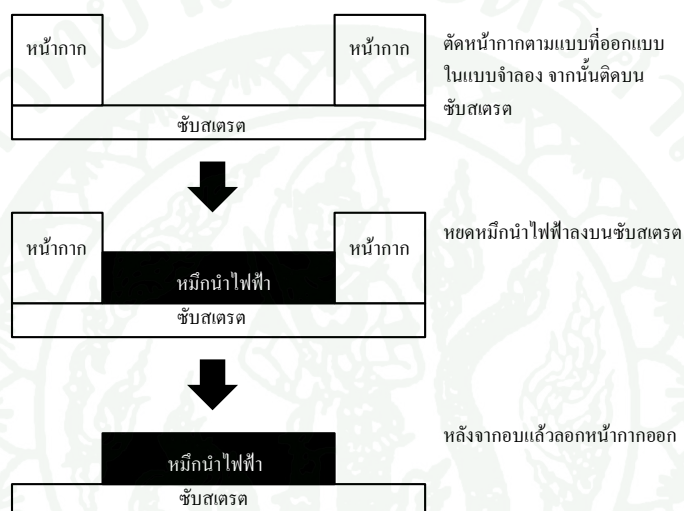 หน้ากาก
หน้ากาก
ซับสเตรต
ตัดหน้ากากตามแบบที่ออกแบบ
ในแบบจำลอง จากนั้นติดบน
ซับสเตรต
หน้ากาก
หน้ากาก
หมึกนำไฟฟ้า
ซับสเตรต
หยดหมึกนำไฟฟ้าลงบนซับสเตรต
หมึกนำไฟฟ้า
ซับสเตรต
หลังจากอบแล้วลอกหน้ากากออก